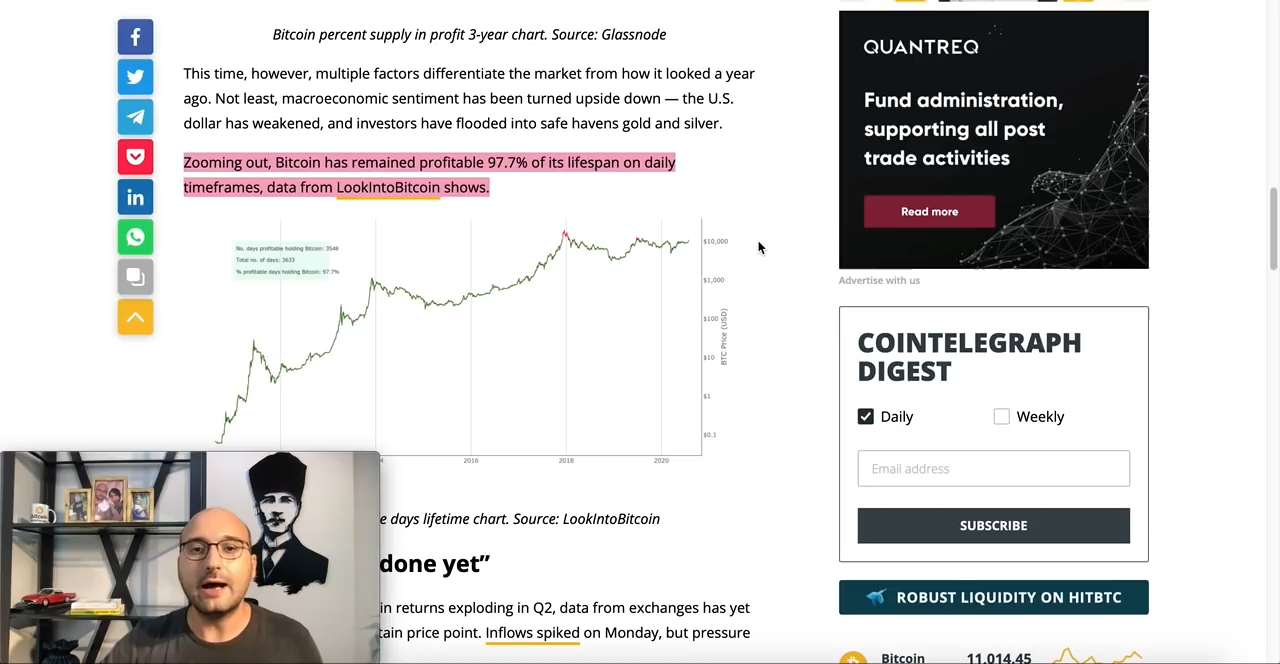 Bitcoin percent supply in profit 3-year chart. Source: Glassnode
This time, however, multiple factors differentiate the market from how it looked a year
ago. Not least, macroeconomic sentiment has been turned upside down — the U.S.
dollar has weakened, and investors have flooded into safe havens gold and silver.
Zooming out, Bitcoin has remained profitable 97.7% of its lifespan on daily
timeframes, data from LookIntoBitcoin shows.
No. days profitable holding Bitcoin: 3548
Total no. of days: 3633
% profitable days holding Bitcoin: 97.7%
$10,000
$1,000
$100
$10
$1
$0.1
BTC Price (USD)
2016
2018
2020
e days lifetime chart. Source: LookIntoBitcoin
done yet”
in returns exploding in Q2, data from exchanges has yet
tain price point. Inflows spiked on Monday, but pressure
QUANTREQ
Fund administration,
supporting all post
trade activities
Read more
Advertise with us
COINTELEGRAPH
DIGEST
Daily
Weekly
Email address
SUBSCRIBE
ROBUST LIQUIDITY ON HITBTC
Bitcoin
11,014.45